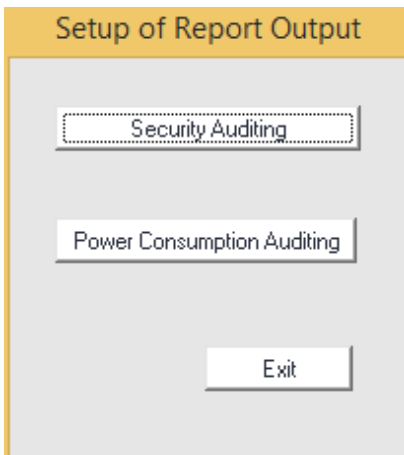 Setup of Report Output
Security Auditing
Power Consumption Auditing
Exit